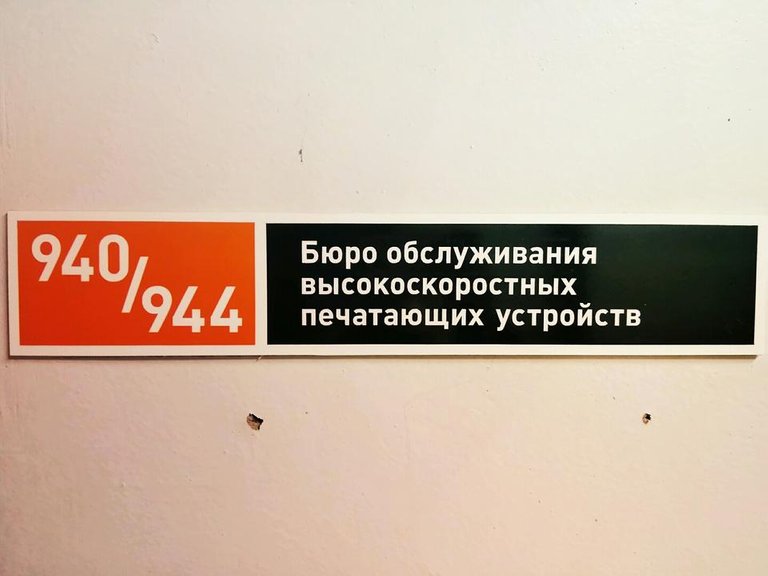 940/944
Бюро обслуживания
высокоскоростных
печатающих устройств